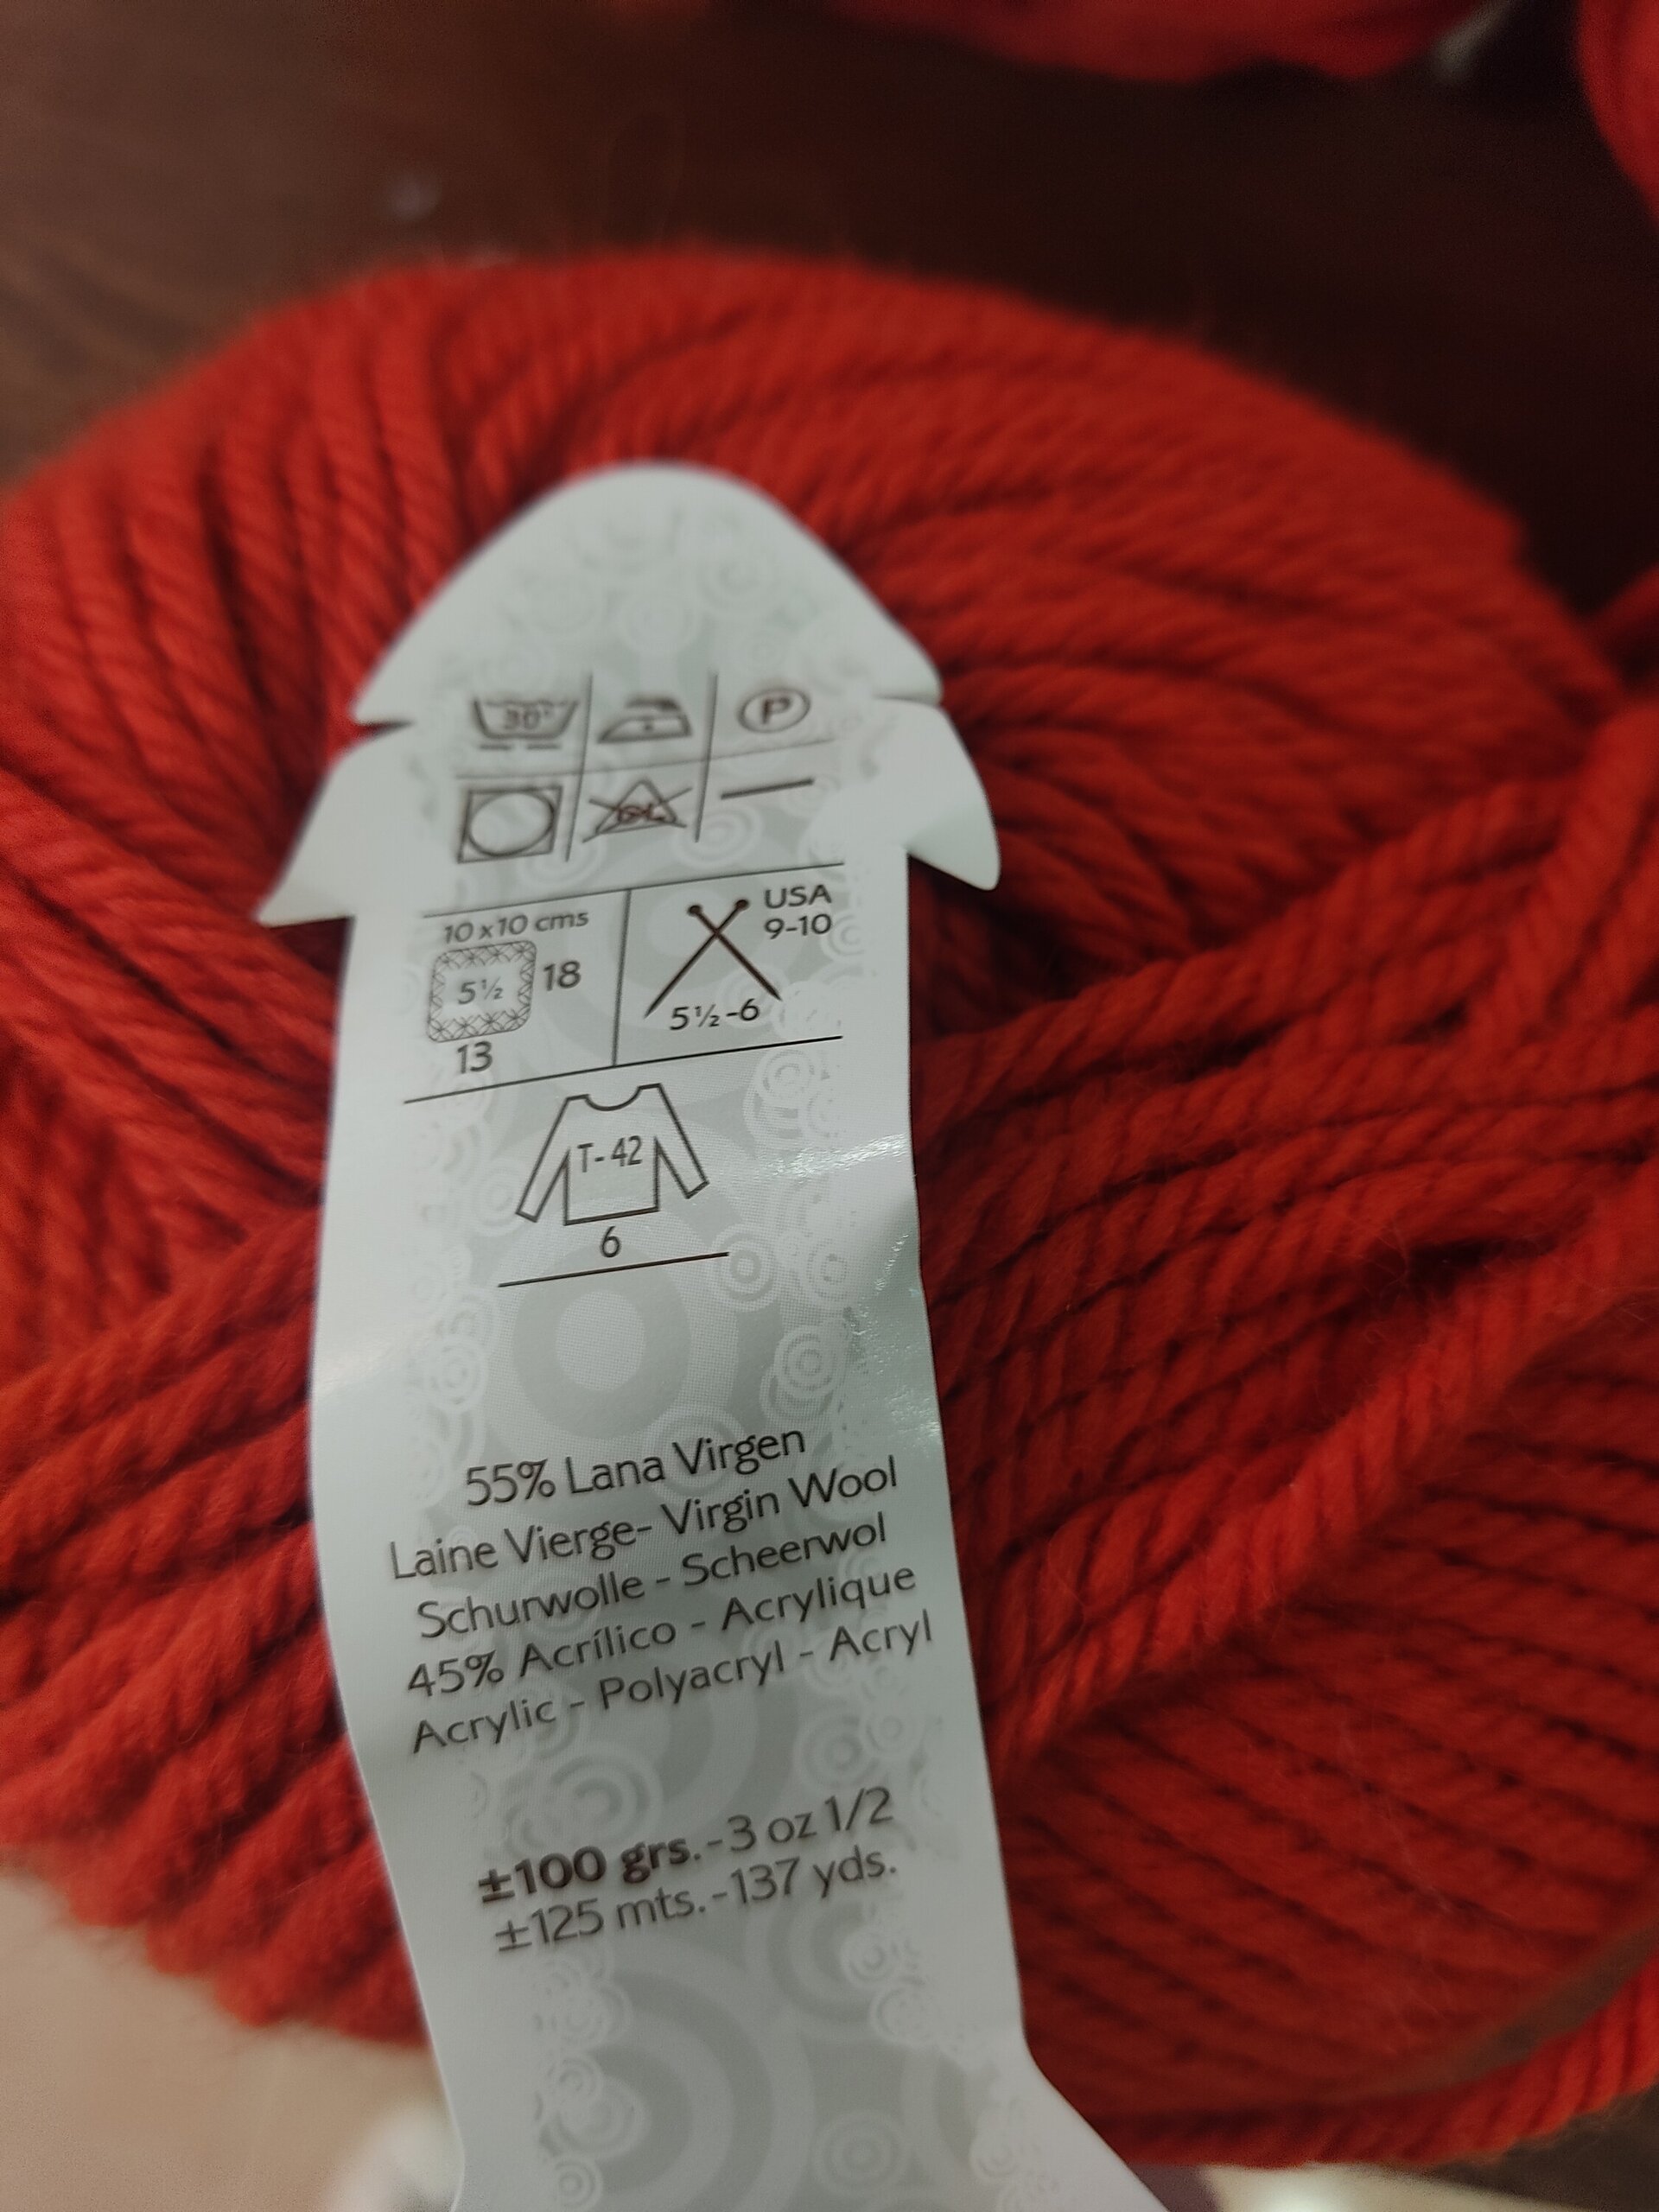 30°
P
CL
10 x 10 cms
5½
18
13
USA
9-10
5½-6
T-42
6
55% Lana Virgen
Laine Vierge- Virgin Wool
Schurwolle - Scheerwol
45% Acrílico - Acrylique
Acrylic - Polyacryl - Acryl
±100 grs.-3 oz 1/2
±125 mts.-137 yds.